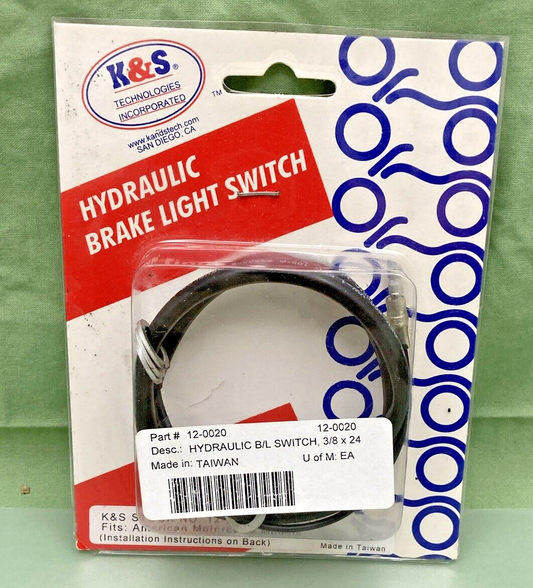 K&S®
TECHNOLOGIES
INCORPORATED
TM
www.kandstech.com
SAN DIEGO, CA
HYDRAULIC
BRAKE LIGHT SWITCH
Part # 12-0020 12-0020
Desc.: HYDRAULIC B/L SWITCH, 3/8 x 24
Made in: TAIWAN U of M: EA
K&S
Fits: American Motorc
(Installation Instructions on Back)
Made in Taiwan